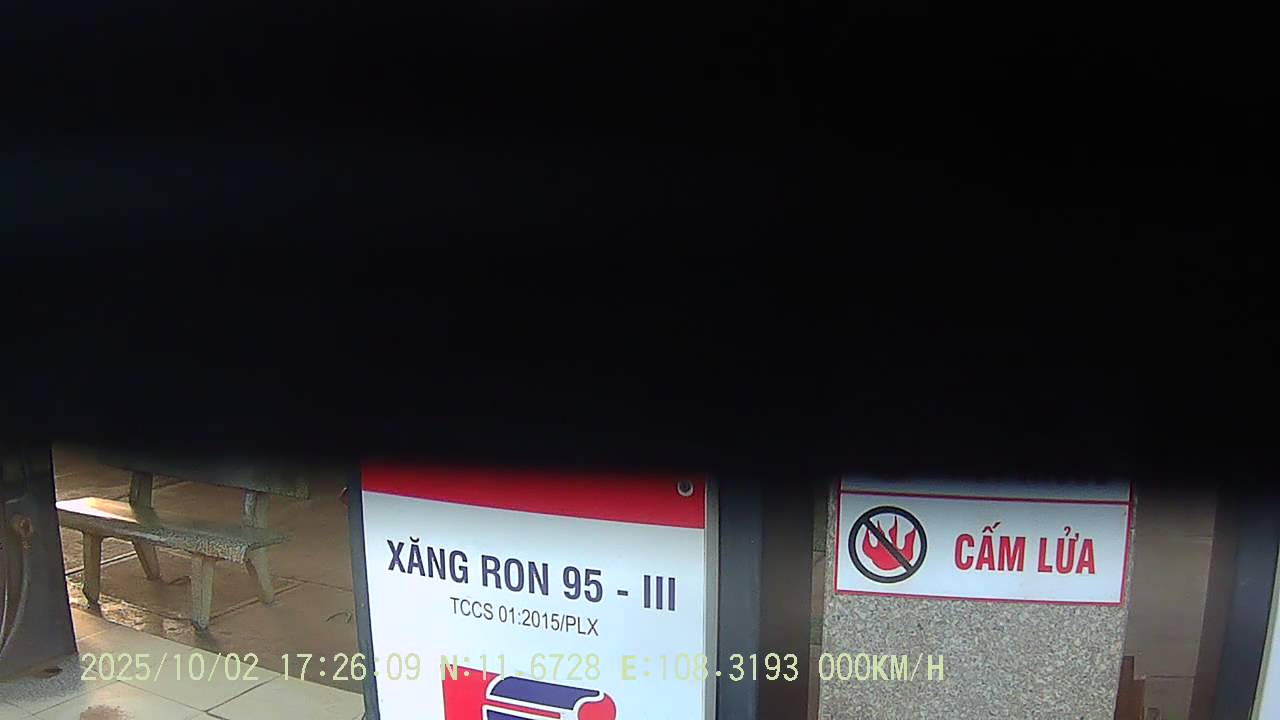 XĂNG RON 95 - III
TCCS 01:2015/PLX
CẤM LỬA
2025/10/02 17:26:09 N:11.6728 E:108.3193 000KM/H